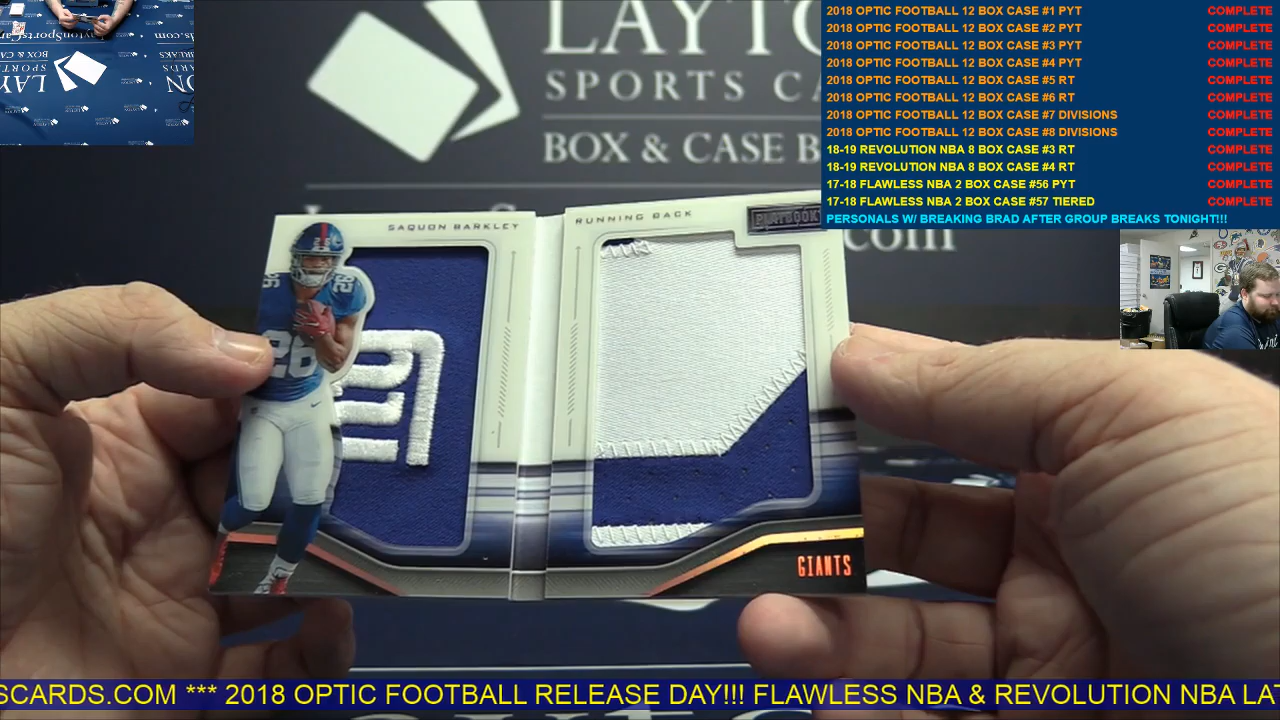 LAYTO
SPORTS CA
BOX & CASE B
com
2018 OPTIC FOOTBALL 12 BOX CASE #1 PYT COMPLETE
2018 OPTIC FOOTBALL 12 BOX CASE #2 PYT COMPLETE
2018 OPTIC FOOTBALL 12 BOX CASE #3 PYT COMPLETE
2018 OPTIC FOOTBALL 12 BOX CASE #4 PYT COMPLETE
2018 OPTIC FOOTBALL 12 BOX CASE #5 RT COMPLETE
2018 OPTIC FOOTBALL 12 BOX CASE #6 RT COMPLETE
2018 OPTIC FOOTBALL 12 BOX CASE #7 DIVISIONS COMPLETE
2018 OPTIC FOOTBALL 12 BOX CASE #8 DIVISIONS COMPLETE
18-19 REVOLUTION NBA 8 BOX CASE #3 RT COMPLETE
18-19 REVOLUTION NBA 8 BOX CASE #4 RT COMPLETE
17-18 FLAWLESS NBA 2 BOX CASE #56 PYT COMPLETE
17-18 FLAWLESS NBA 2 BOX CASE #57 TIERED COMPLETE
PERSONALS W/ BREAKING BRAD AFTER GROUP BREAKS TONIGHT!!!
SAQUON BARKLEY
RUNNING BACK
PLAYBOOK
26
26
26
GIANTS
SCARDS.COM *** 2018 OPTIC FOOTBALL RELEASE DAY!!! FLAWLESS NBA & REVOLUTION NBA LA